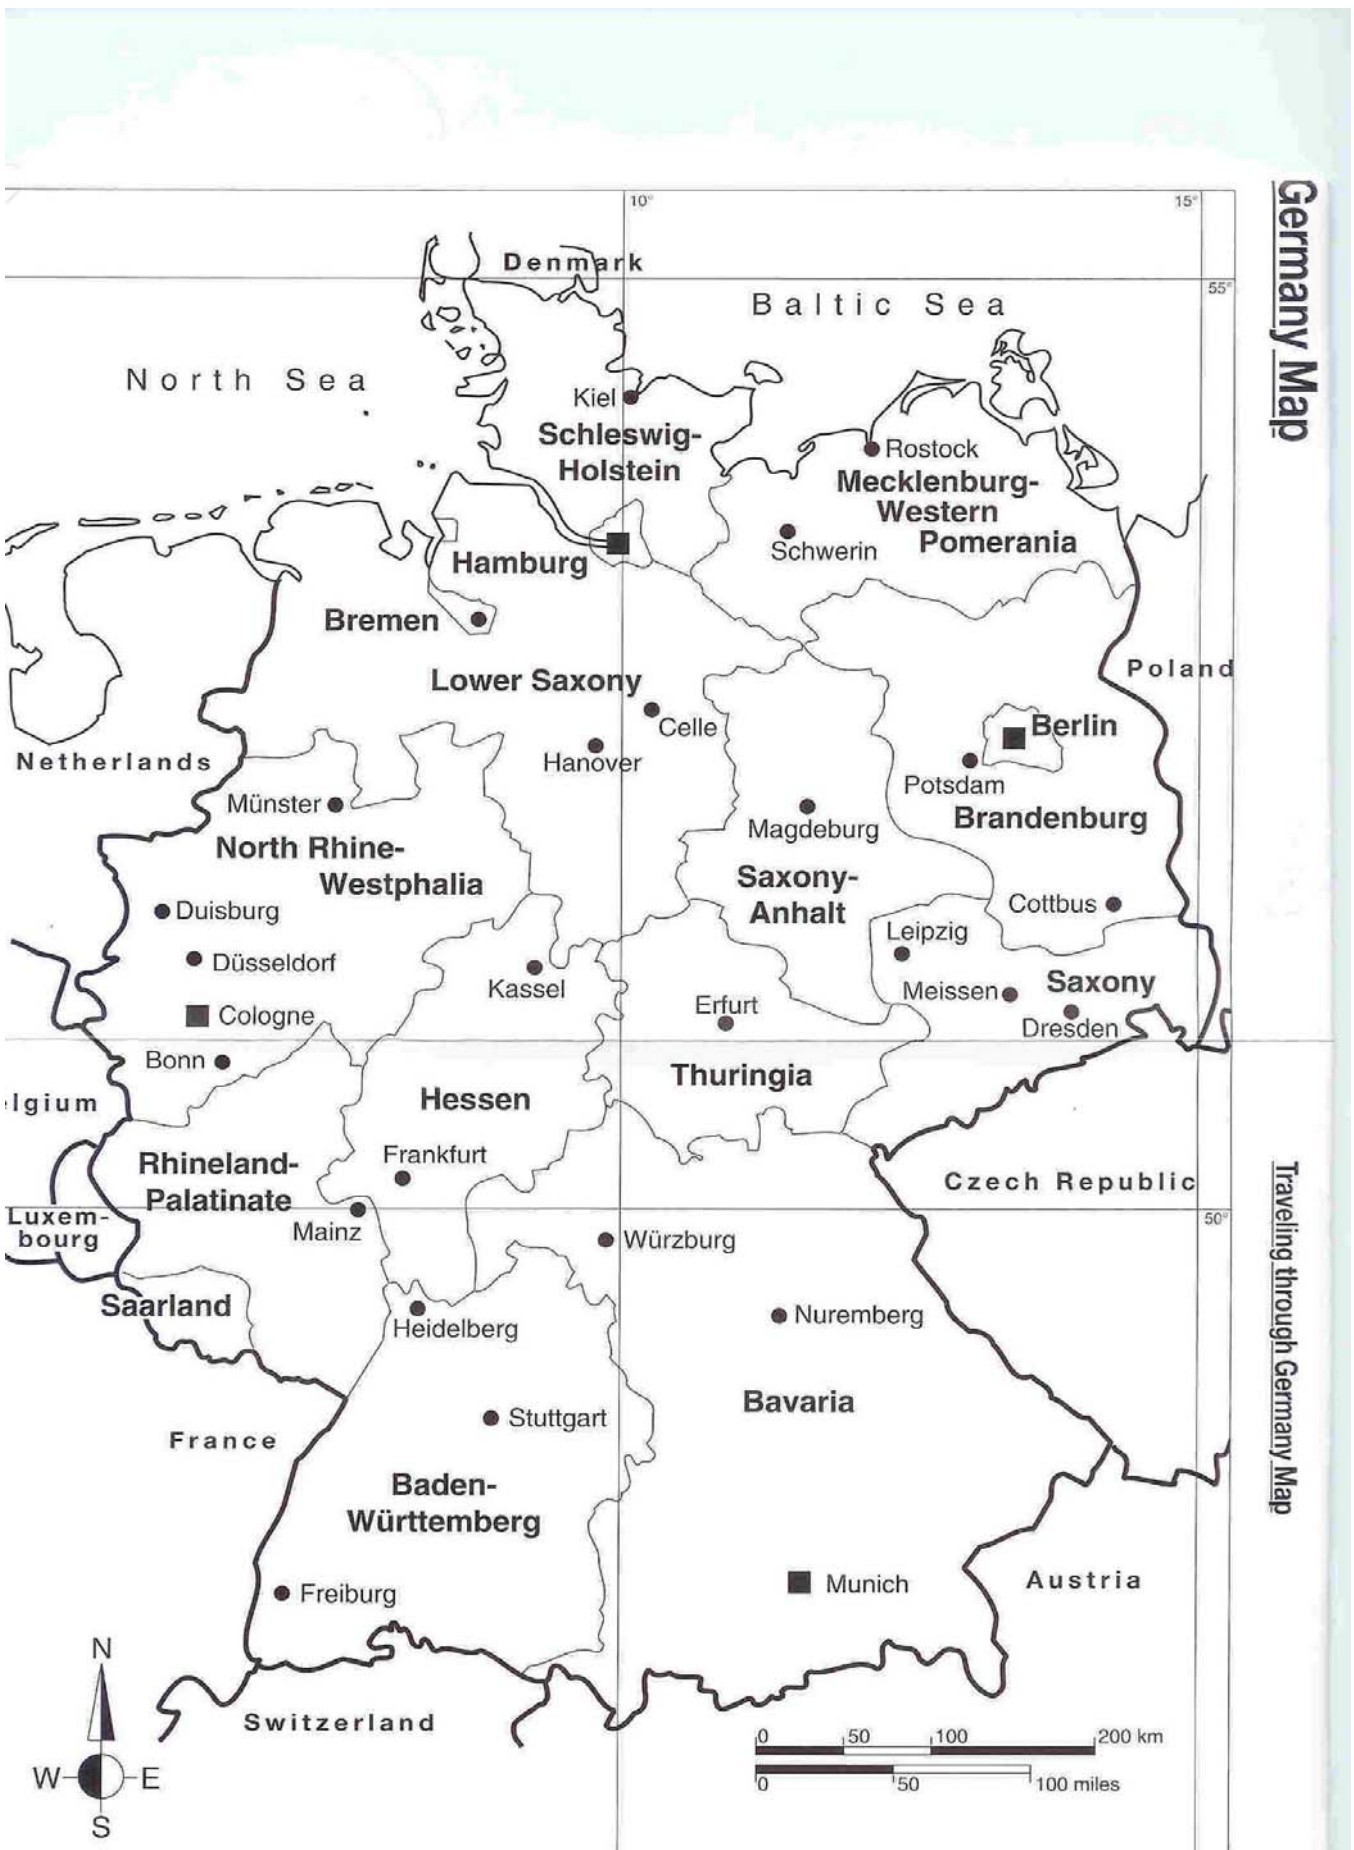 Germany Map
Traveling through Germany Map
10°
15°
55°
Denmark
Baltic Sea
North Sea
Kiel
Schleswig-
Holstein
Rostock
Mecklenburg-
Western
Pomerania
Schwerin
Hamburg
Bremen
Lower Saxony
Poland
Celle
Berlin
Hanover
Netherlands
Potsdam
Münster
Brandenburg
Magdeburg
North Rhine-
Westphalia
Saxony-
Anhalt
Cottbus
Duisburg
Leipzig
Düsseldorf
Kassel
Meissen
Saxony
Erfurt
Cologne
Dresden
Bonn
Thuringia
Hessen
lgium
Frankfurt
Rhineland-
Palatinate
Czech Republic
Luxem-
bourg
50°
Mainz
Würzburg
Saarland
Heidelberg
Nuremberg
Bavaria
Stuttgart
France
Baden-
Württemberg
Munich
Austria
Freiburg
N
W
E
S
Switzerland
0 50 100 200 km
0 50 100 miles